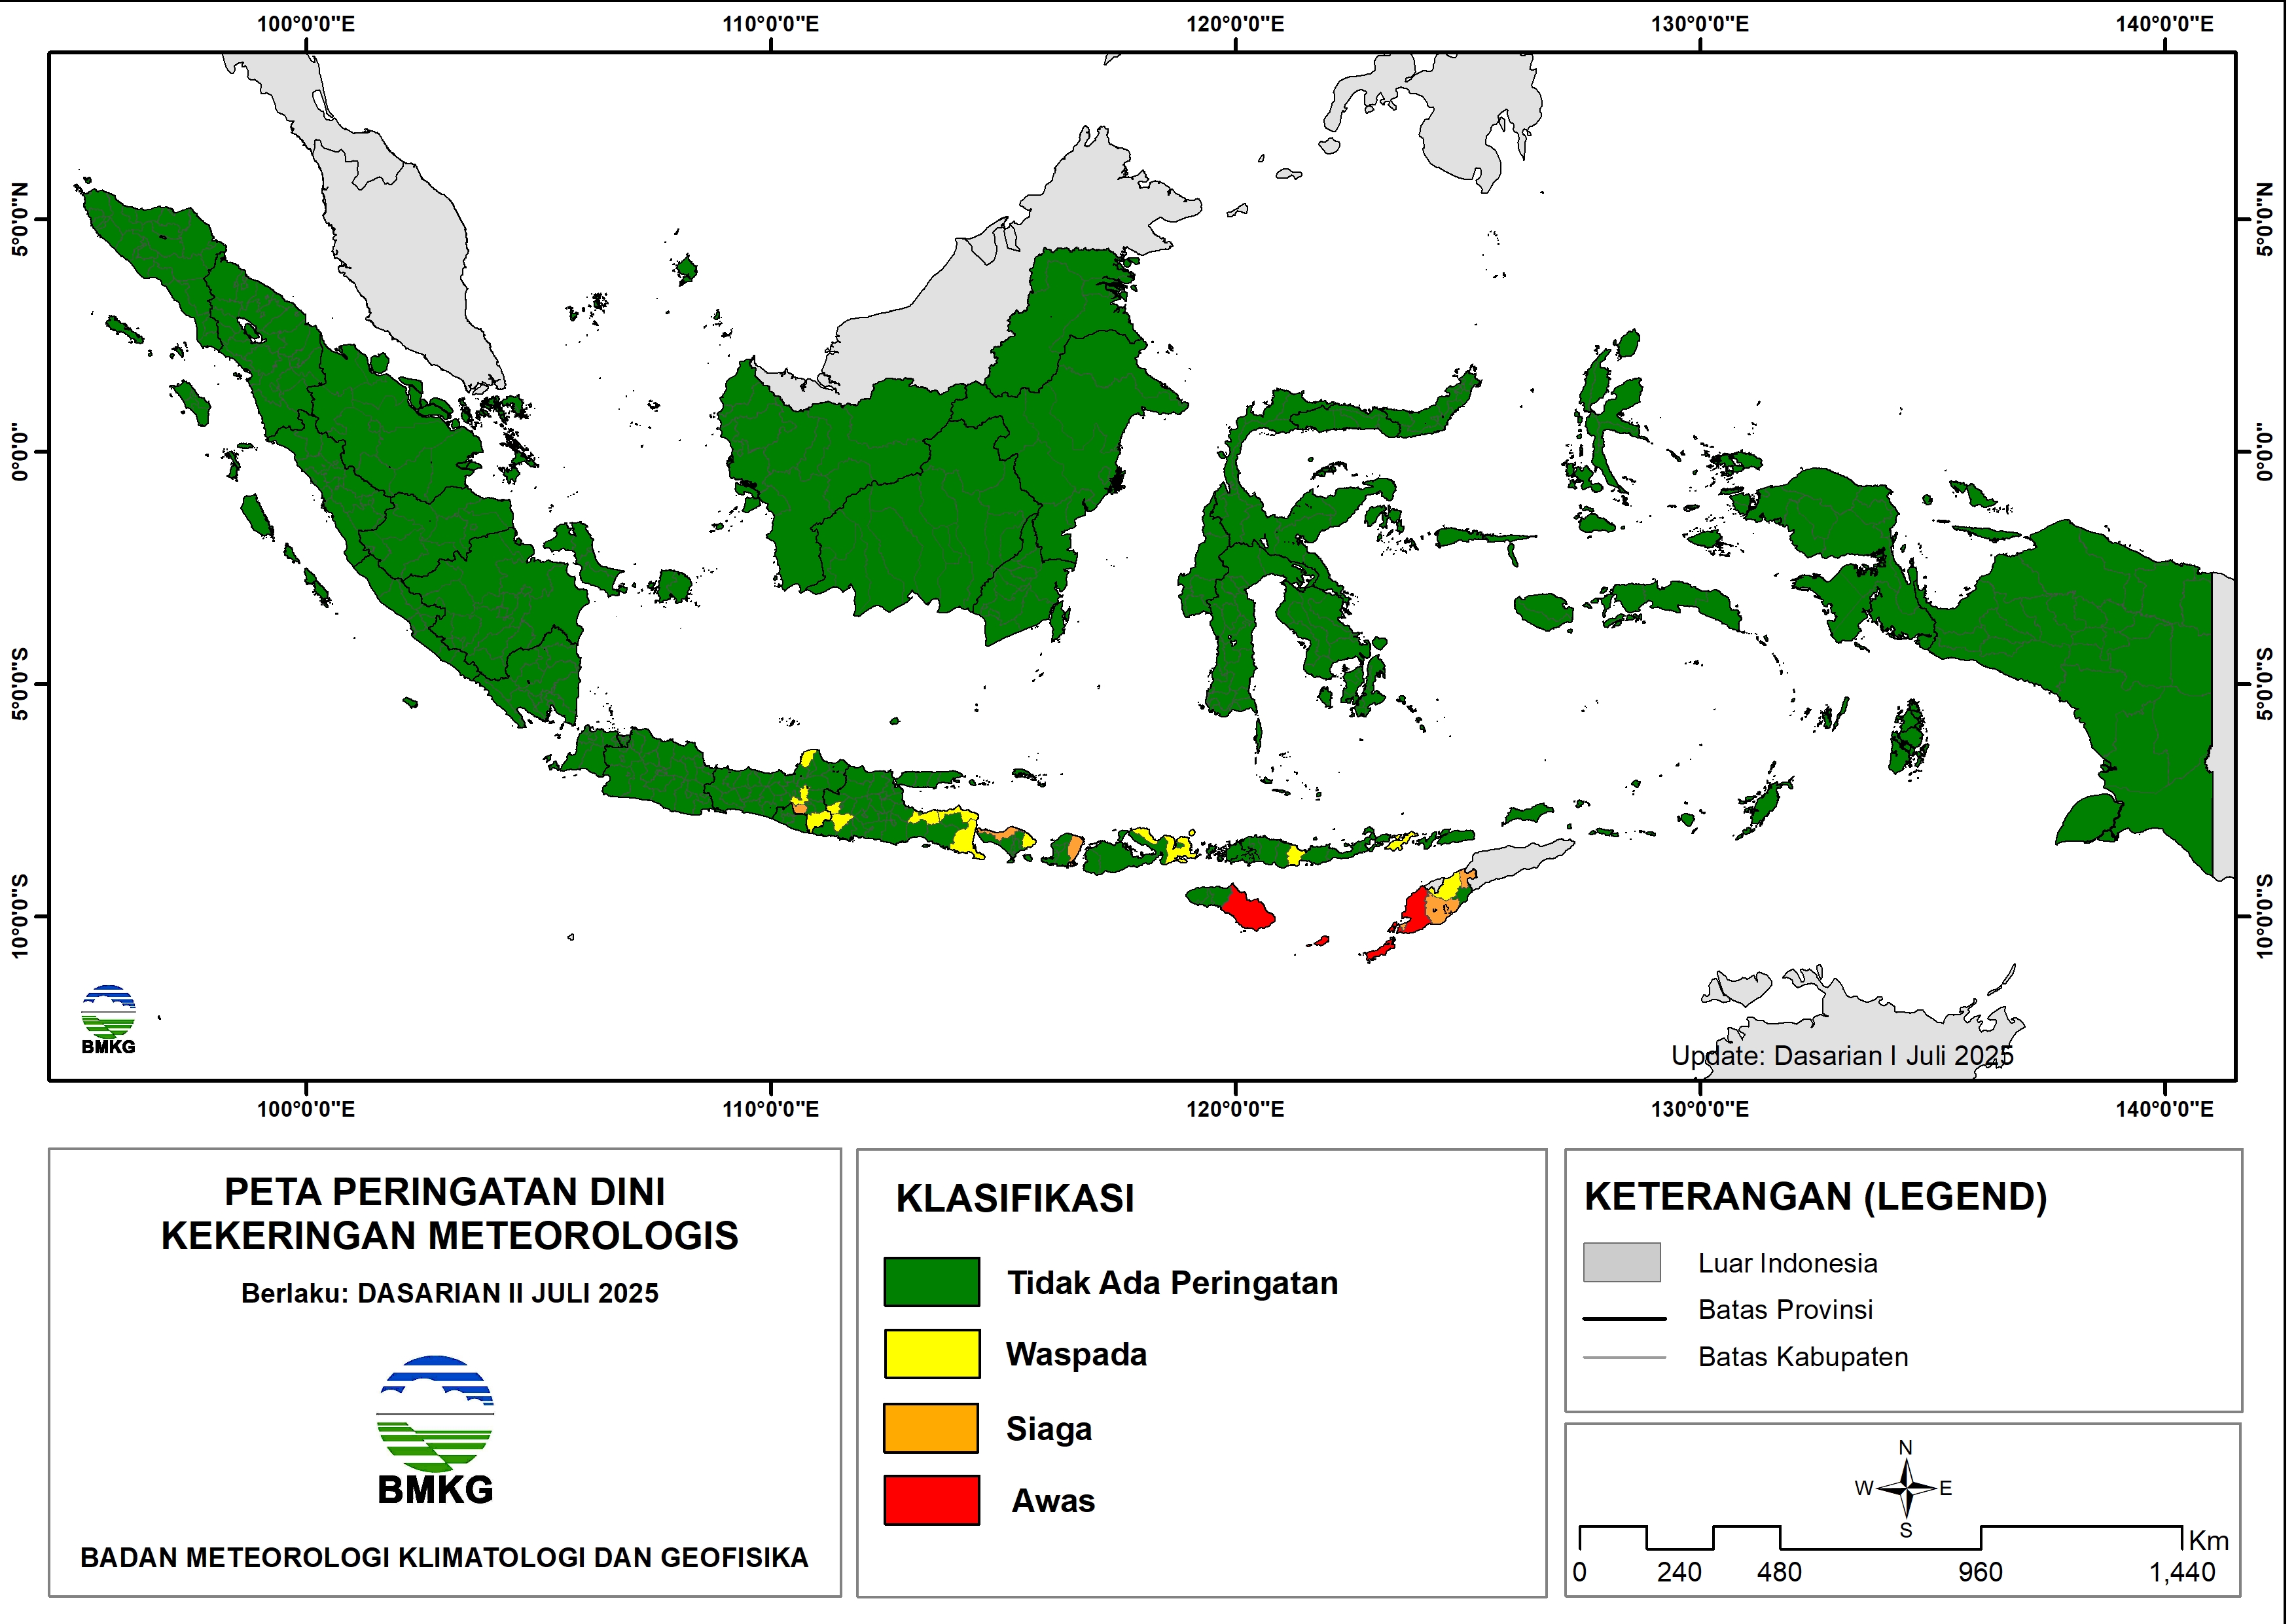 100°0'0"E 110°0'0"E 120°0'0"E 130°0'0"E 140°0'0"E
5°0'0"N 5°0'0"N
0°0'0" 0°0'0"
5°0'0"S 5°0'0"S
10°0'0"S 10°0'0"S
BMKG
Update: Dasarian I Juli 2025
100°0'0"E 110°0'0"E 120°0'0"E 130°0'0"E 140°0'0"E
PETA PERINGATAN DINI
KEKERINGAN METEOROLOGIS
Berlaku: DASARIAN II JULI 2025
BMKG
BADAN METEOROLOGI KLIMATOLOGI DAN GEOFISIKA
KLASIFIKASI
Tidak Ada Peringatan
Waspada
Siaga
Awas
KETERANGAN (LEGEND)
Luar Indonesia
Batas Provinsi
Batas Kabupaten
N
W E
S
Km
0 240 480 960 1,440